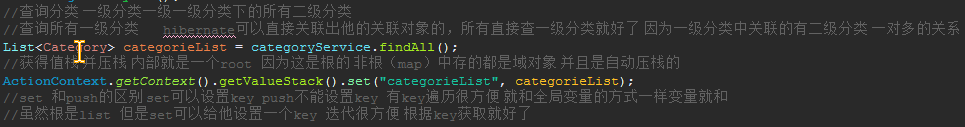 //查询分类 一级分类一级一级分类下的所有二级分类
//查询所有一级分类 hibernate可以直接关联出他的关联对象的，所有直接查一级分类就好了 因为一级分类中关联的有二级分类 一对多的关系
List<Category> categorieList = categoryService.findAll();
//获得值栈 并压栈 内部就是一个root 因为这是根的 非根（map）中存的都是域对象 并且是自动压栈的
ActionContext.getContext().getValueStack().set("categorieList", categorieList);
//set 和push的区别 set可以设置key push不能设置key 有key遍历很方便 就和全局变量的方式一样变量就和
//虽然根是list 但是set可以给他设置一个key 迭代很方便 根据key获取就好了